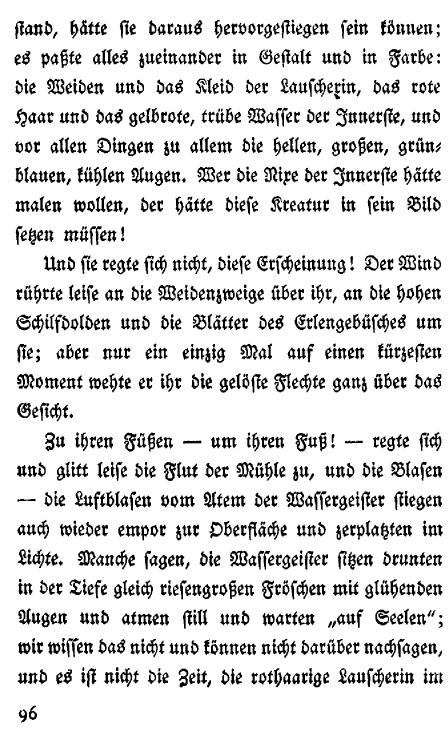 stand, hätte sie daraus hervorgestiegen sein können;
es paßte alles zueinander in Gestalt und in Farbe:
die Weiden und das Kleid der Lauscherin, das rote
Haar und das gelbrote, trübe Wasser der Innerste, und
vor allen Dingen zu allem die hellen, großen, grün-
blauen, kühlen Augen. Wer die Nixe der Innerste hätte
malen wollen, der hätte diese Kreatur in sein Bild
setzen müssen!
Und sie regte sich nicht, diese Erscheinung! Der Wind
rührte leise an die Weidenzweige über ihr, an die hohen
Schilfdolden und die Blätter des Erlengebüsches um
sie; aber nur ein einzig Mal auf einen kürzesten
Moment wehte er ihr die gelöste Flechte ganz über das
Gesicht.
Zu ihren Füßen — um ihren Fuß! — regte sich
und glitt leise die Flut der Mühle zu, und die Blasen
— die Luftblasen vom Atem der Wassergeister stiegen
auch wieder empor zur Oberfläche und zerplatzten im
Lichte. Manche sagen, die Wassergeister sitzen drunten
in der Tiefe gleich riesengroßen Fröschen mit glühenden
Augen und atmen still und warten „auf Seelen“;
wir wissen das nicht und können nicht darüber nachsagen,
und es ist nicht die Zeit, die rothaarige Lauscherin im
96